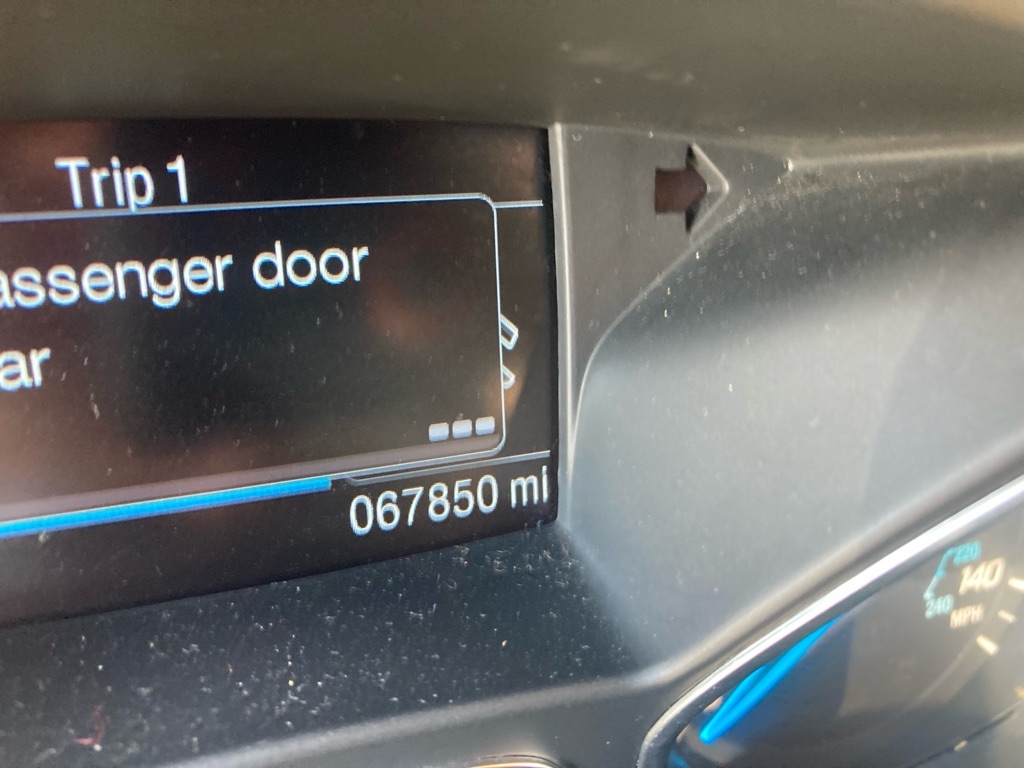 Trip 1
assenger door
ar
067850 mi
220
140
240
MPH